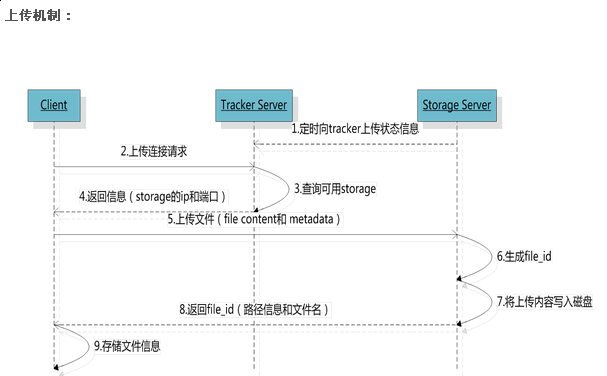 上传机制：
Client
Tracker Server
Storage Server
1.定时向tracker上传状态信息
2.上传连接请求
3.查询可用storage
4.返回信息（storage的ip和端口）
5.上传文件（file content和 metadata）
6.生成file_id
7.将上传内容写入磁盘
8.返回file_id（路径信息和文件名）
9.存储文件信息